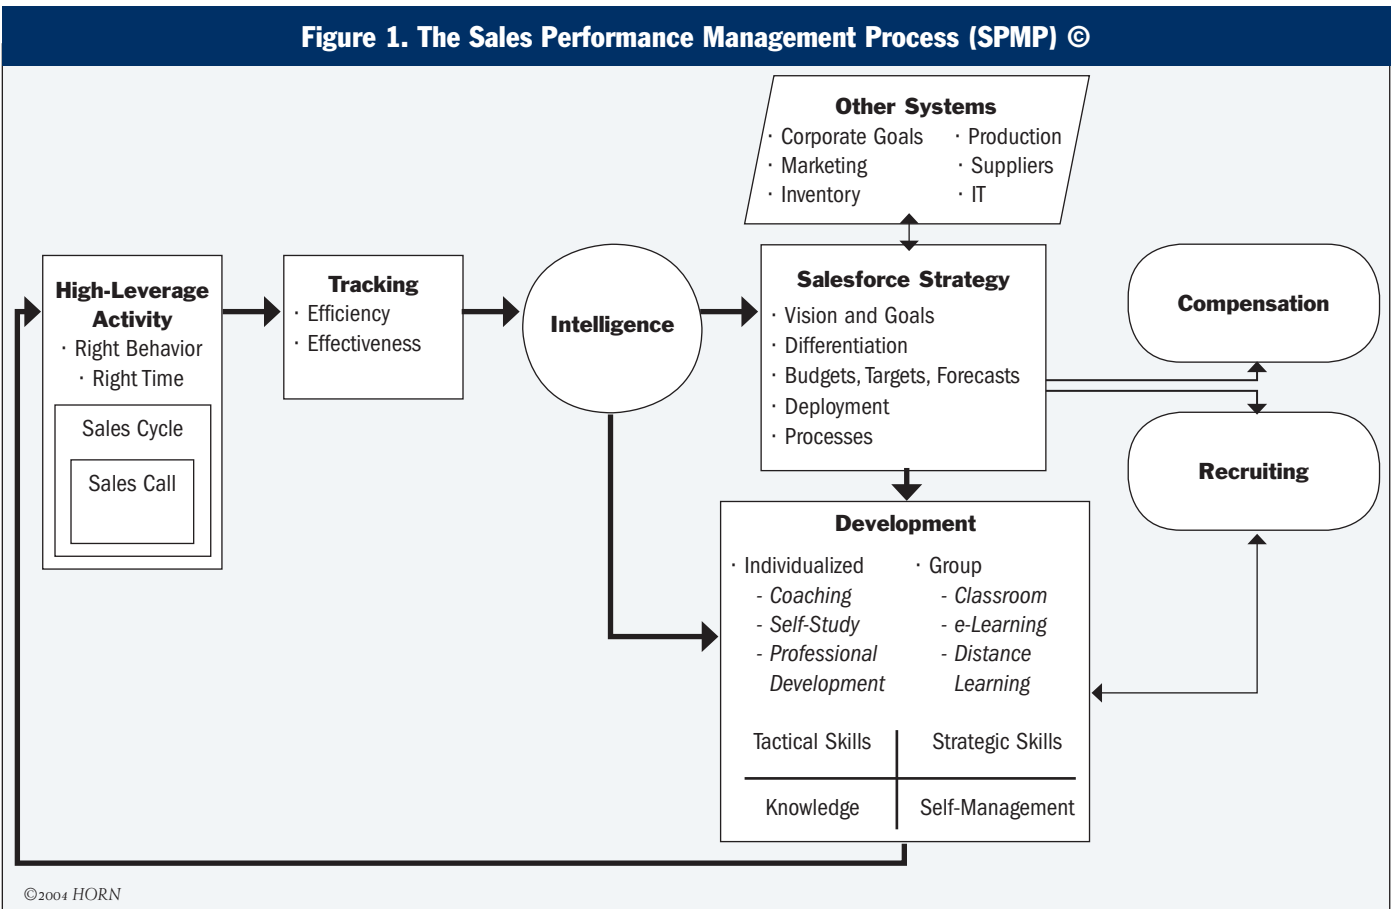 Figure 1. The Sales Performance Management Process (SPMP) ©
Other Systems
· Corporate Goals
· Marketing
· Inventory
· Production
· Suppliers
· IT
High-Leverage
Activity
· Right Behavior
· Right Time
Sales Cycle
Sales Call
Tracking
· Efficiency
· Effectiveness
Intelligence
Salesforce Strategy
· Vision and Goals
· Differentiation
· Budgets, Targets, Forecasts
· Deployment
· Processes
Compensation
Recruiting
Development
· Individualized
- Coaching
- Self-Study
- Professional
Development
· Group
- Classroom
- e-Learning
- Distance
Learning
Tactical Skills
Strategic Skills
Knowledge
Self-Management
©2004 HORN